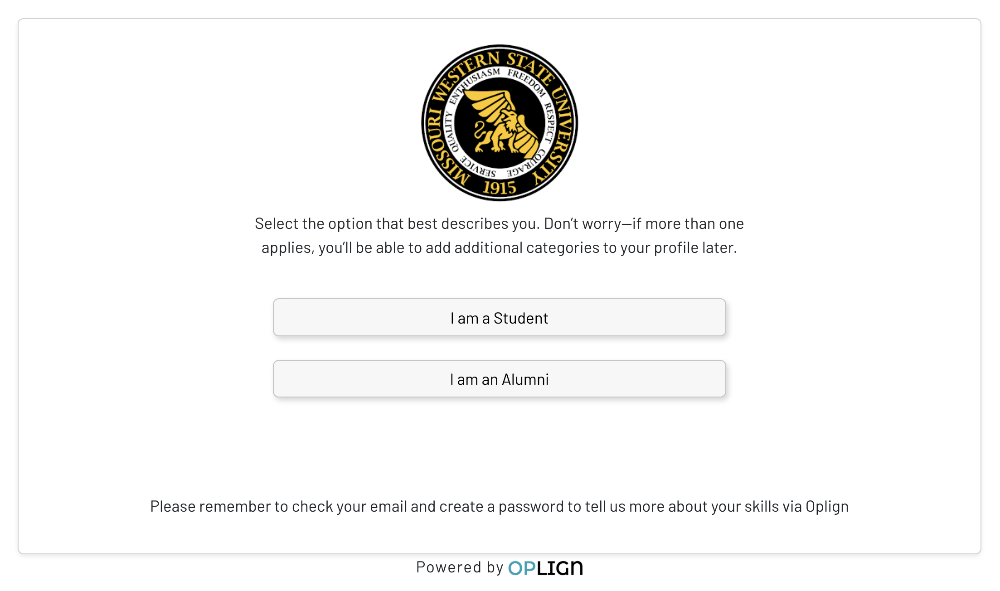 MISSOURI WESTERN STATE UNIVERSITY
SERVICE QUALITY ENTHUSIASM FREEDOM RESPECT COURAGE
1915
Select the option that best describes you. Don’t worry—if more than one
applies, you’ll be able to add additional categories to your profile later.
I am a Student
I am an Alumni
Please remember to check your email and create a password to tell us more about your skills via Oplign
Powered by OPLIGN